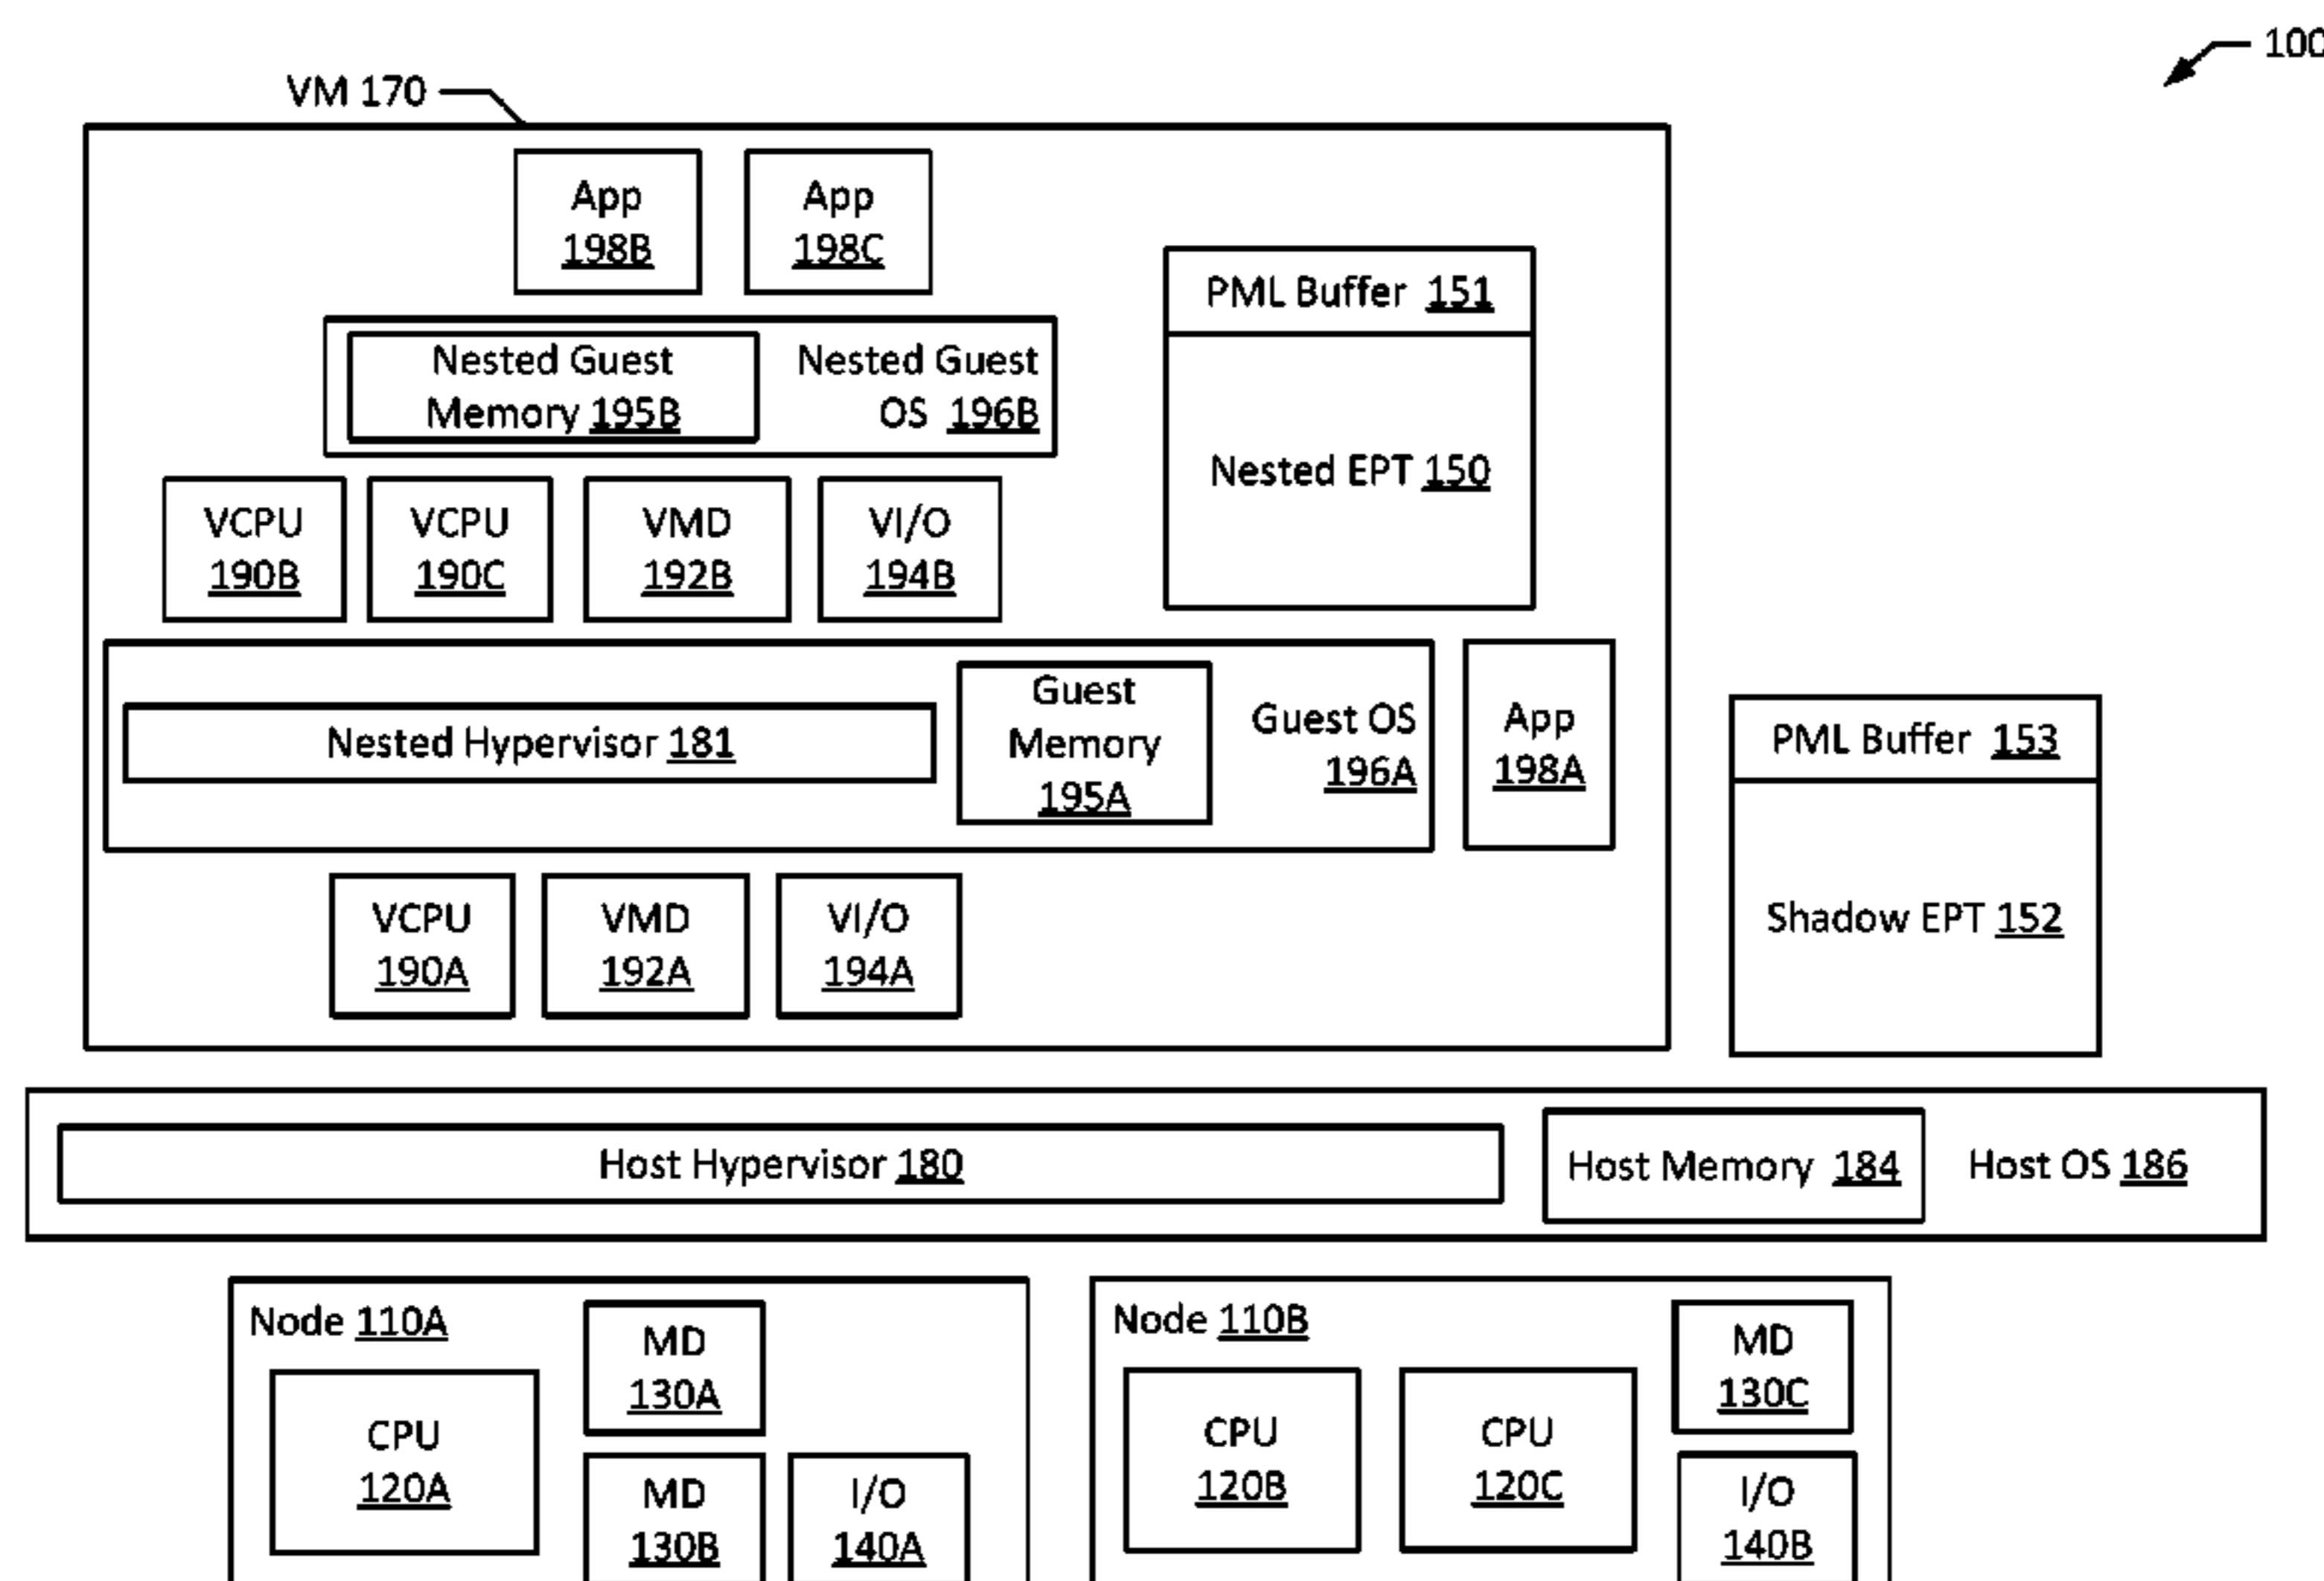 100
VM 170
App
198B
App
198C
PML Buffer 151
Nested EPT 150
Nested Guest
Memory 195B
Nested Guest
OS 196B
VCPU
190B
VCPU
190C
VMD
192B
VI/O
194B
Nested Hypervisor 181
Guest
Memory
195A
Guest OS
196A
App
198A
PML Buffer 153
Shadow EPT 152
VCPU
190A
VMD
192A
VI/O
194A
Host Hypervisor 180
Host Memory 184
Host OS 186
Node 110A
CPU
120A
MD
130A
MD
130B
I/O
140A
Node 110B
CPU
120B
CPU
120C
MD
130C
I/O
140B